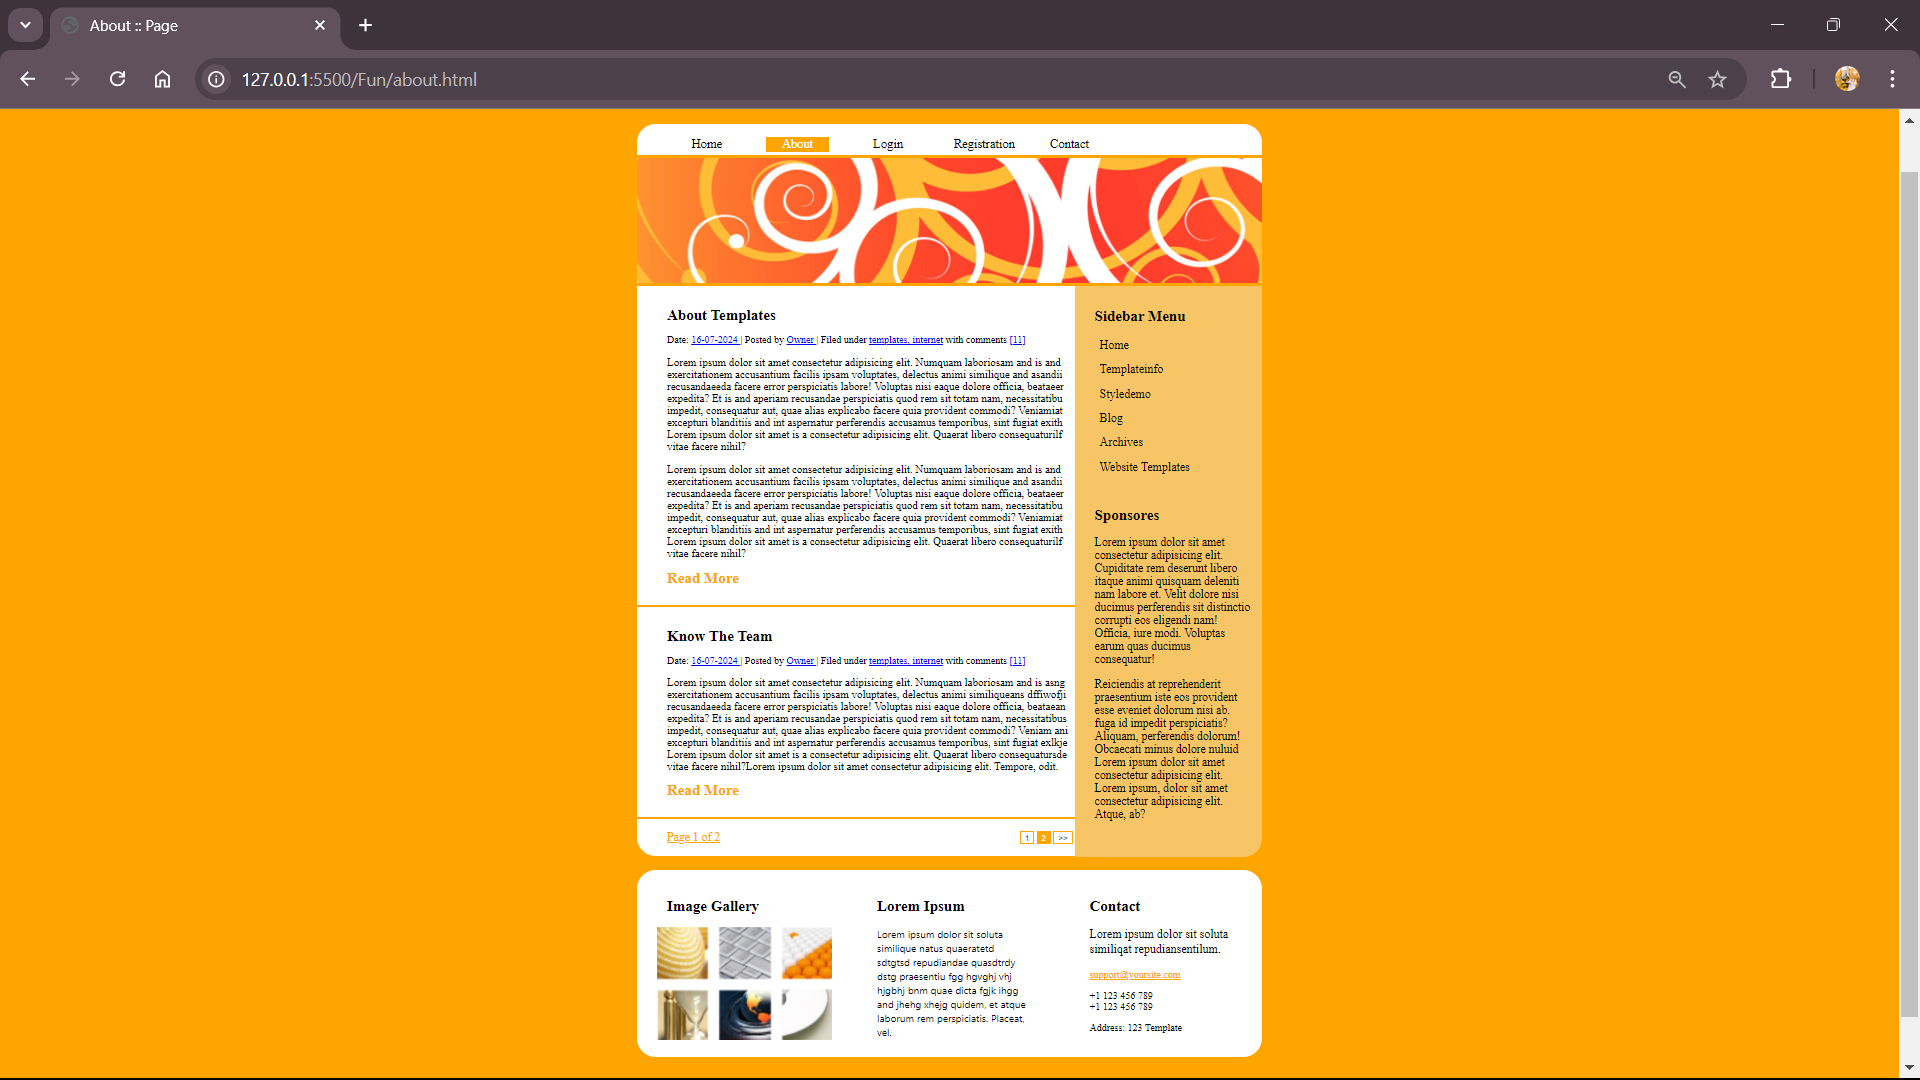 About :: Page
127.0.0.1:5500/Fun/about.html
Home About Login Registration Contact
About Templates
Date: 16-07-2024 | Posted by Owner | Filed under templates, internet with comments [11]
Lorem ipsum dolor sit amet consectetur adipisicing elit. Numquam laboriosam and is and
exercitationem accusantium facilis ipsam voluptates, delectus animi similique and asandii
recusandaeeda facere error perspiciatis labore! Voluptas nisi eaque dolore officia, beataeer
expedita? Et is and aperiam recusandae perspiciatis quod rem sit totam nam, necessitatibu
impedit, consequatur aut, quae alias explicabo facere quia provident commodi? Veniamiat
excepturi blanditiis and int aspernatur perferendis accusamus temporibus, sint fugiat exith
Lorem ipsum dolor sit amet is a consectetur adipisicing elit. Quaerat libero consequaturilf
vitae facere nihil?
Lorem ipsum dolor sit amet consectetur adipisicing elit. Numquam laboriosam and is and
exercitationem accusantium facilis ipsam voluptates, delectus animi similique and asandii
recusandaeeda facere error perspiciatis labore! Voluptas nisi eaque dolore officia, beataeer
expedita? Et is and aperiam recusandae perspiciatis quod rem sit totam nam, necessitatibu
impedit, consequatur aut, quae alias explicabo facere quia provident commodi? Veniamiat
excepturi blanditiis and int aspernatur perferendis accusamus temporibus, sint fugiat exith
Lorem ipsum dolor sit amet is a consectetur adipisicing elit. Quaerat libero consequaturilf
vitae facere nihil?
Read More
Know The Team
Date: 16-07-2024 | Posted by Owner | Filed under templates, internet with comments [11]
Lorem ipsum dolor sit amet consectetur adipisicing elit. Numquam laboriosam and is asng
exercitationem accusantium facilis ipsam voluptates, delectus animi similiqueans dffiwofji
recusandaeeda facere error perspiciatis labore! Voluptas nisi eaque dolore officia, beataean
expedita? Et is and aperiam recusandae perspiciatis quod rem sit totam nam, necessitatibus
impedit, consequatur aut, quae alias explicabo facere quia provident commodi? Veniam ani
excepturi blanditiis and int aspernatur perferendis accusamus temporibus, sint fugiat exlkje
Lorem ipsum dolor sit amet is a consectetur adipisicing elit. Quaerat libero consequatursde
vitae facere nihil?Lorem ipsum dolor sit amet consectetur adipisicing elit. Tempore, odit.
Read More
Page 1 of 2
1 2 >>
Sidebar Menu
Home
Templateinfo
Styledemo
Blog
Archives
Website Templates
Sponsores
Lorem ipsum dolor sit amet
consectetur adipisicing elit.
Cupiditate rem deserunt libero
itaque animi quisquam deleniti
nam labore et. Velit dolore nisi
ducimus perferendis sit distinctio
corrupti eos eligendi nam!
Officia, iure modi. Voluptas
earum quas ducimus
consequatur!
Reiciendis at reprehenderit
praesentium iste eos provident
esse eveniet dolorum nisi ab.
fuga id impedit perspiciatis?
Aliquam, perferendis dolorum!
Obcaecati minus dolore nuluid
Lorem ipsum dolor sit amet
consectetur adipisicing elit.
Lorem ipsum, dolor sit amet
consectetur adipisicing elit.
Atque, ab?
Image Gallery
Lorem Ipsum
Lorem ipsum dolor sit soluta
similique natus quaeratetd
sdtgtsd repudiandae quasdtrdy
dstg praesentiu fgg hgvghj vhj
hjgbhj bnm quae dicta fgjk ihgg
and jhehg xhejg quidem, et atque
laborum rem perspiciatis. Placeat,
vel.
Contact
Lorem ipsum dolor sit soluta
similiqat repudiansentilum.
support@yoursite.com
+1 123 456 789
+1 123 456 789
Address: 123 Template